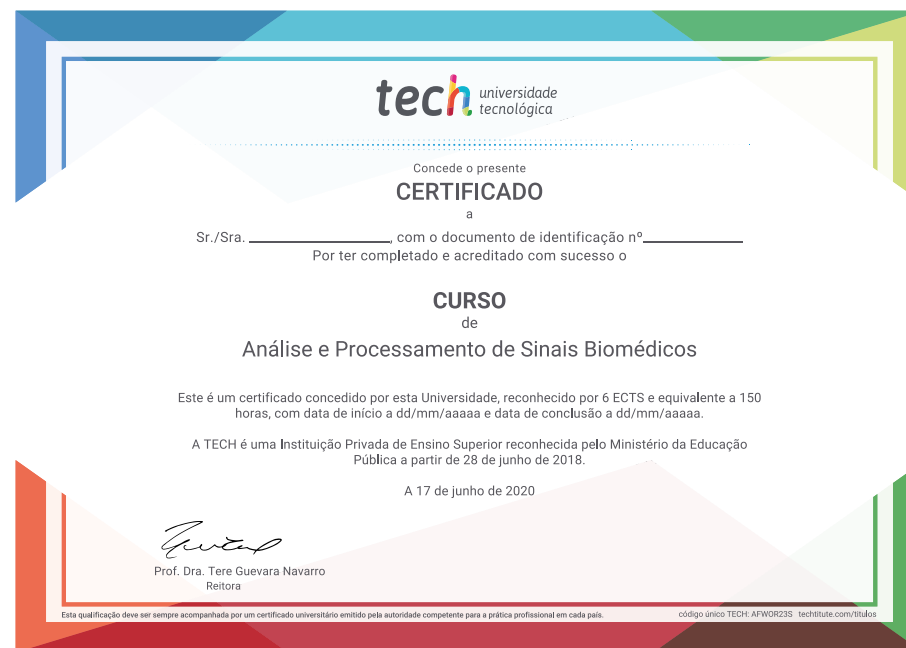 tech universidade
tecnológica
Concede o presente
CERTIFICADO
a
Sr./Sra. __________________, com o documento de identificação nº____________
Por ter completado e acreditado com sucesso o
CURSO
de
Análise e Processamento de Sinais Biomédicos
Este é um certificado concedido por esta Universidade, reconhecido por 6 ECTS e equivalente a 150
horas, com data de início a dd/mm/aaaaa e data de conclusão a dd/mm/aaaaa.
A TECH é uma Instituição Privada de Ensino Superior reconhecida pelo Ministério da Educação
Pública a partir de 28 de junho de 2018.
A 17 de junho de 2020
Prof. Dra. Tere Guevara Navarro
Reitora
Esta qualificação deve ser sempre acompanhada por um certificado universitário emitido pela autoridade competente para a prática profissional em cada país.
código único TECH: AFWOR23S techtitute.com/titulos